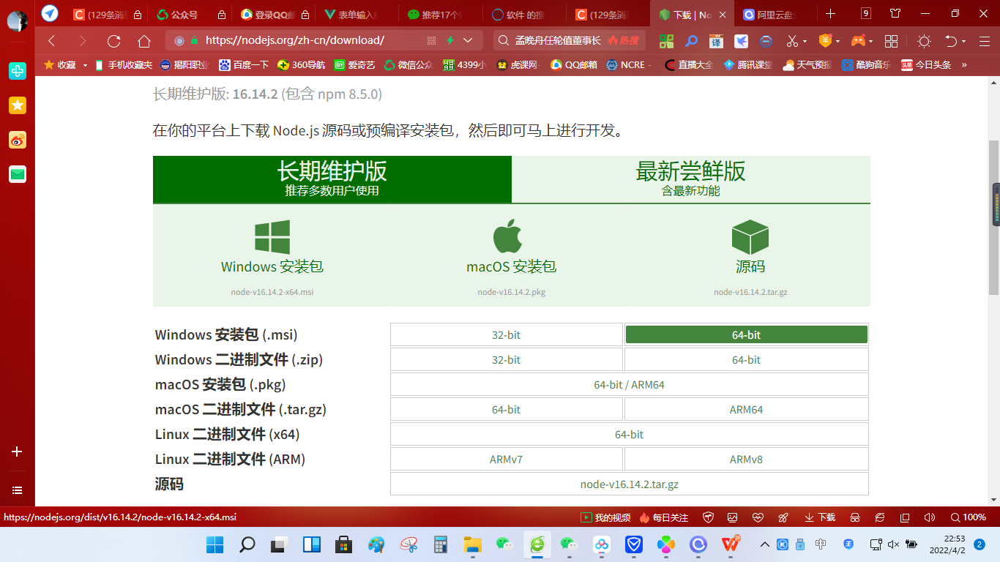 (129条消
公众号
登录QQ邮
表单输入
推荐17个
软件 的搜
(129条消
下载 | No
阿里云盘
9
https://nodejs.org/zh-cn/download/
孟晚舟任轮值董事长
热搜
译
收藏
手机收藏夹
揭阳职业
百度一下
360导航
爱奇艺
微信公众
4399小
虎课网
QQ邮箱
NCRE -
直播大全
腾讯课堂
天气预报
酷狗音乐
今日头条
»
长期维护版: 16.14.2 (包含 npm 8.5.0)
在你的平台上下载 Node.js 源码或预编译安装包，然后即可马上进行开发。
长期维护版
推荐多数用户使用
最新尝鲜版
含最新功能
Windows 安装包
macOS 安装包
源码
node-v16.14.2-x64.msi
node-v16.14.2.pkg
node-v16.14.2.tar.gz
Windows 安装包 (.msi) 32-bit 64-bit
Windows 二进制文件 (.zip) 32-bit 64-bit
macOS 安装包 (.pkg) 64-bit / ARM64
macOS 二进制文件 (.tar.gz) 64-bit ARM64
Linux 二进制文件 (x64) 64-bit
Linux 二进制文件 (ARM) ARMv7 ARMv8
源码 node-v16.14.2.tar.gz
https://nodejs.org/dist/v16.14.2/node-v16.14.2-x64.msi
我的视频
每日关注
下载
100%
中
22:53
2022/4/2
2